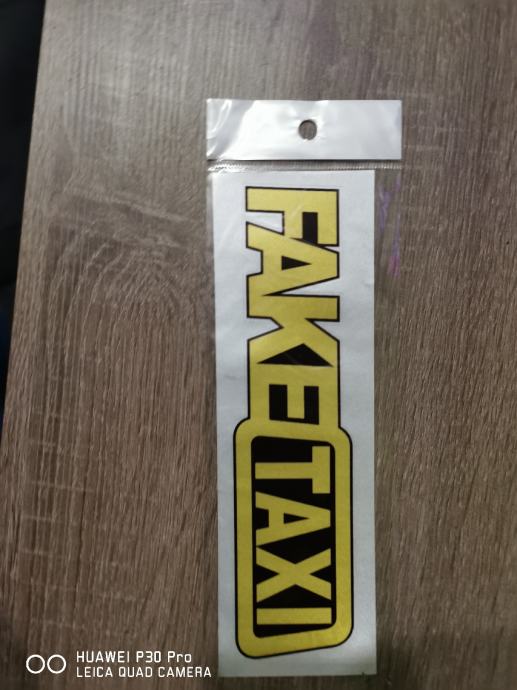 FAKE TAXI
HUAWEI P30 Pro
LEICA QUAD CAMERA